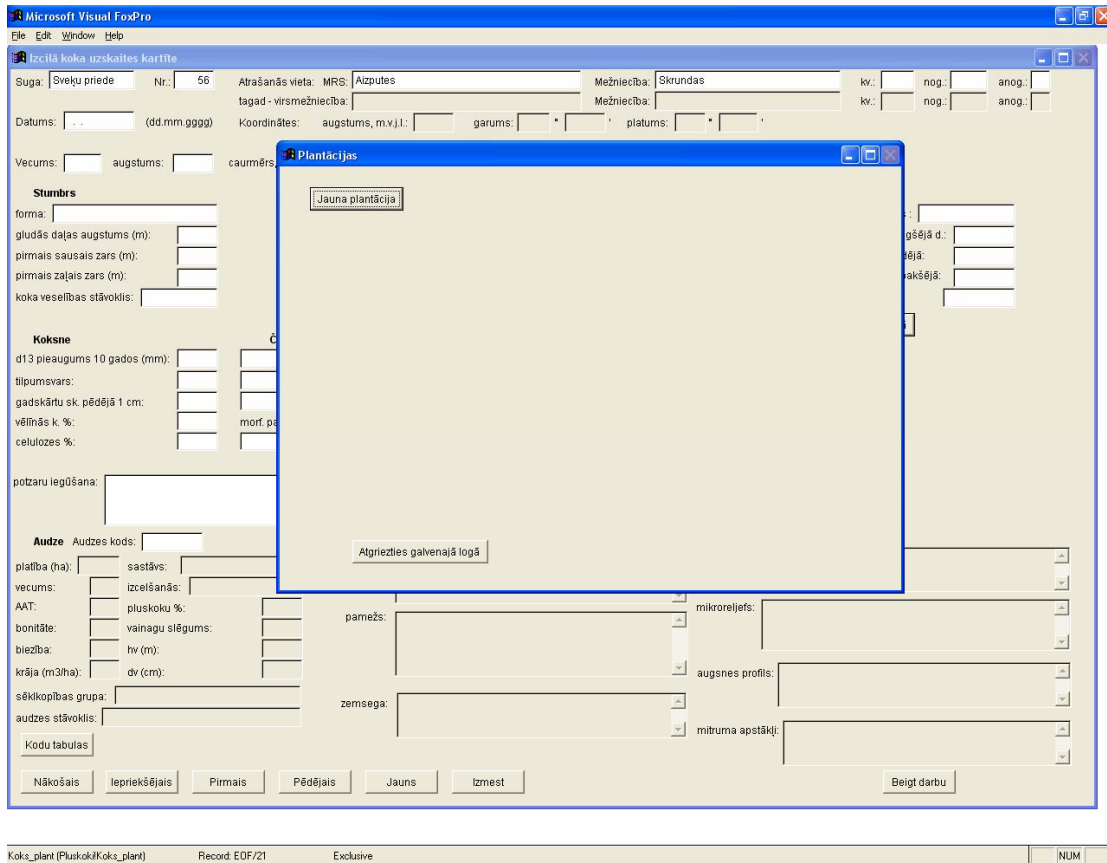 Microsoft Visual FoxPro
File Edit Window Help
Izcilā koka uzskaites kartīte
Suga: Sveķu priede Nr.: 56 Atrašanās vieta: MRS: Aizputes Mežniecība: Skrundas kv.: nog.: anog.:
tagad - virsmežniecība: Mežniecība: kv.: nog.: anog.:
Datums: . . (dd.mm.gggg) Koordinātes: augstums, m.v.j.l.: garums: ° ' platums: ° '
Vecums: augstums: caurmērs,
Plantācijas
Jauna plantācija
Atgriezties galvenajā logā
Stumbrs
forma:
gludās daļas augstums (m): gšējā d.:
pirmais sausais zars (m): dējā:
pirmais zaļais zars (m): pakšējā:
koka veselības stāvoklis:
Koksne
d13 pieaugums 10 gados (mm):
tilpumsvars:
gadskārtu sk. pēdējā 1 cm:
vēlīnās k. %: morf. pa
celulozes %:
potzaru iegūšana:
Audze Audzes kods:
platība (ha): sastāvs:
vecums: izcelšanās:
AAT: pluskoku %: pamežs: mikroreljefs:
bonitāte: vainagu slēgums:
biezība: hv (m):
krāja (m3/ha): dv (cm): augsnes profils:
sēklkopības grupa: zemsega:
audzes stāvoklis: mitruma apstākļi:
Kodu tabulas
Nākošais Iepriekšējais Pirmais Pēdējais Jauns Izmest Beigt darbu
Koks_plant (Pluskoki!Koks_plant) Record: EOF/21 Exclusive NUM